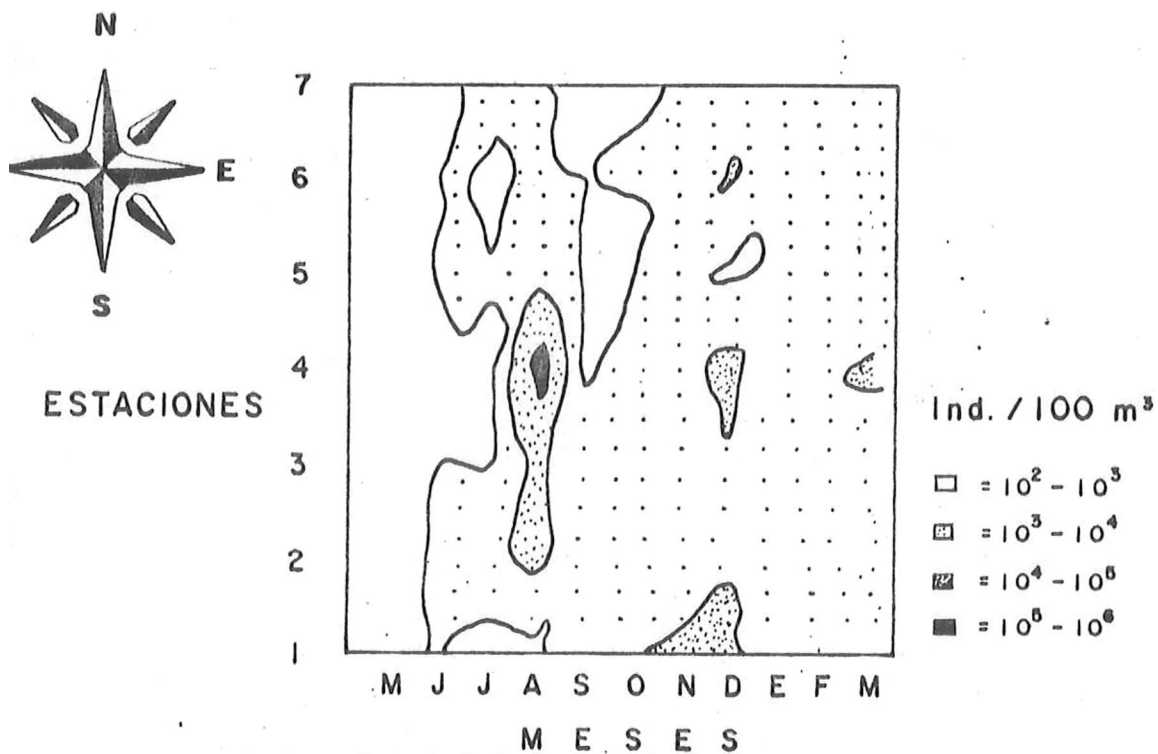 N
E
S
7
6
5
4
3
2
1
ESTACIONES
M J J A S O N D E F M
M E S E S
Ind. / 100 m³
= 10² - 10³
= 10³ - 10⁴
= 10⁴ - 10⁵
= 10⁵ - 10⁶